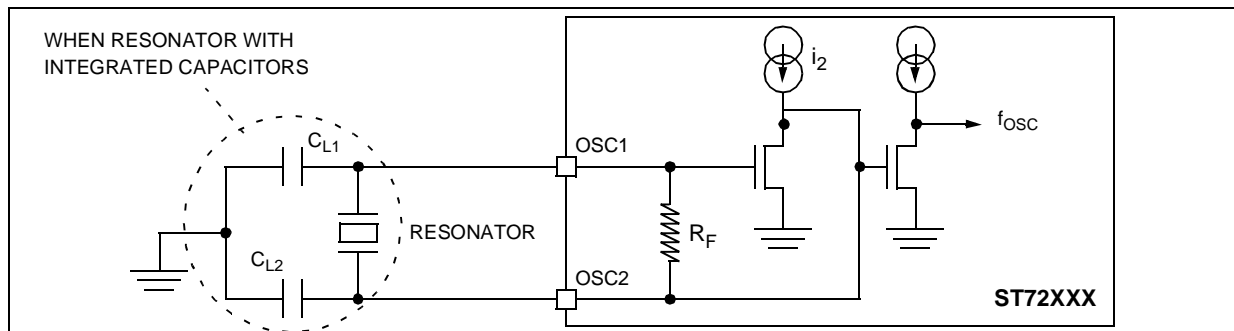 WHEN RESONATOR WITH
INTEGRATED CAPACITORS
i2
fOSC
CL1
OSC1
RESONATOR
RF
CL2
OSC2
ST72XXX